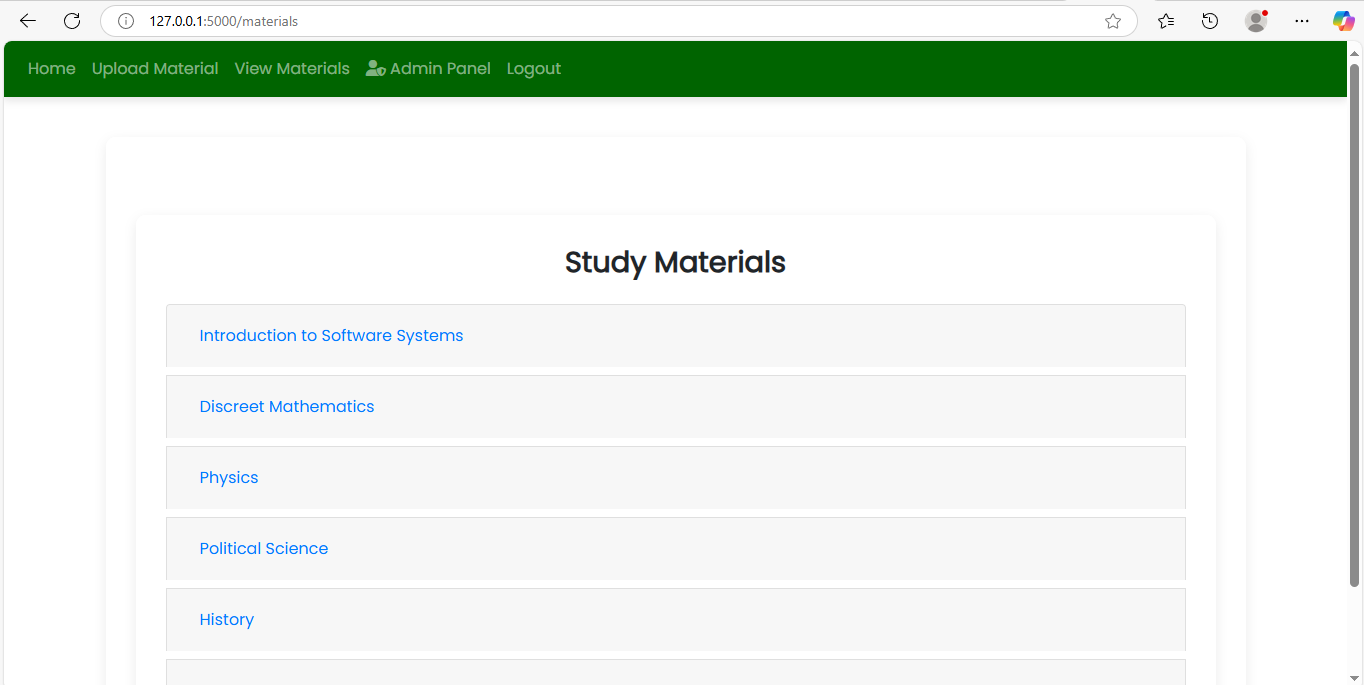 127.0.0.1:5000/materials
Home Upload Material View Materials Admin Panel Logout
Study Materials
Introduction to Software Systems
Discreet Mathematics
Physics
Political Science
History